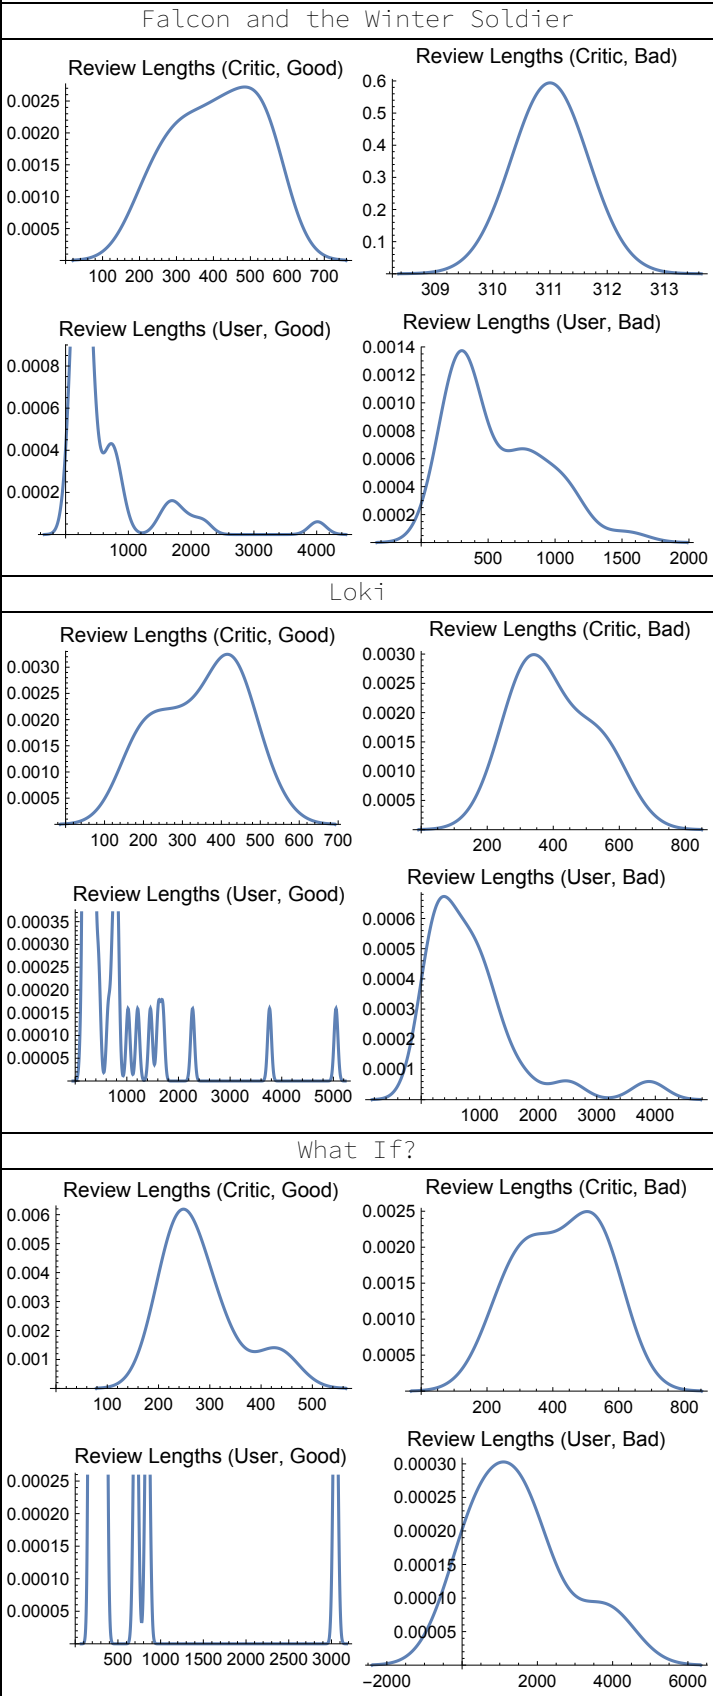 Falcon and the Winter Soldier
Review Lengths (Critic, Good)
0.0025
0.0020
0.0015
0.0010
0.0005
100 200 300 400 500 600 700
Review Lengths (Critic, Bad)
0.6
0.5
0.4
0.3
0.2
0.1
309 310 311 312 313
Review Lengths (User, Good)
0.0008
0.0006
0.0004
0.0002
1000 2000 3000 4000
Review Lengths (User, Bad)
0.0014
0.0012
0.0010
0.0008
0.0006
0.0004
0.0002
500 1000 1500 2000
Loki
Review Lengths (Critic, Good)
0.0030
0.0025
0.0020
0.0015
0.0010
0.0005
100 200 300 400 500 600 700
Review Lengths (Critic, Bad)
0.0030
0.0025
0.0020
0.0015
0.0010
0.0005
200 400 600 800
Review Lengths (User, Good)
0.00035
0.00030
0.00025
0.00020
0.00015
0.00010
0.00005
1000 2000 3000 4000 5000
Review Lengths (User, Bad)
0.0006
0.0005
0.0004
0.0003
0.0002
0.0001
1000 2000 3000 4000
What If?
Review Lengths (Critic, Good)
0.006
0.005
0.004
0.003
0.002
0.001
100 200 300 400 500
Review Lengths (Critic, Bad)
0.0025
0.0020
0.0015
0.0010
0.0005
200 400 600 800
Review Lengths (User, Good)
0.00025
0.00020
0.00015
0.00010
0.00005
500 1000 1500 2000 2500 3000
Review Lengths (User, Bad)
0.00030
0.00025
0.00020
0.00015
0.00010
0.00005
−2000 2000 4000 6000